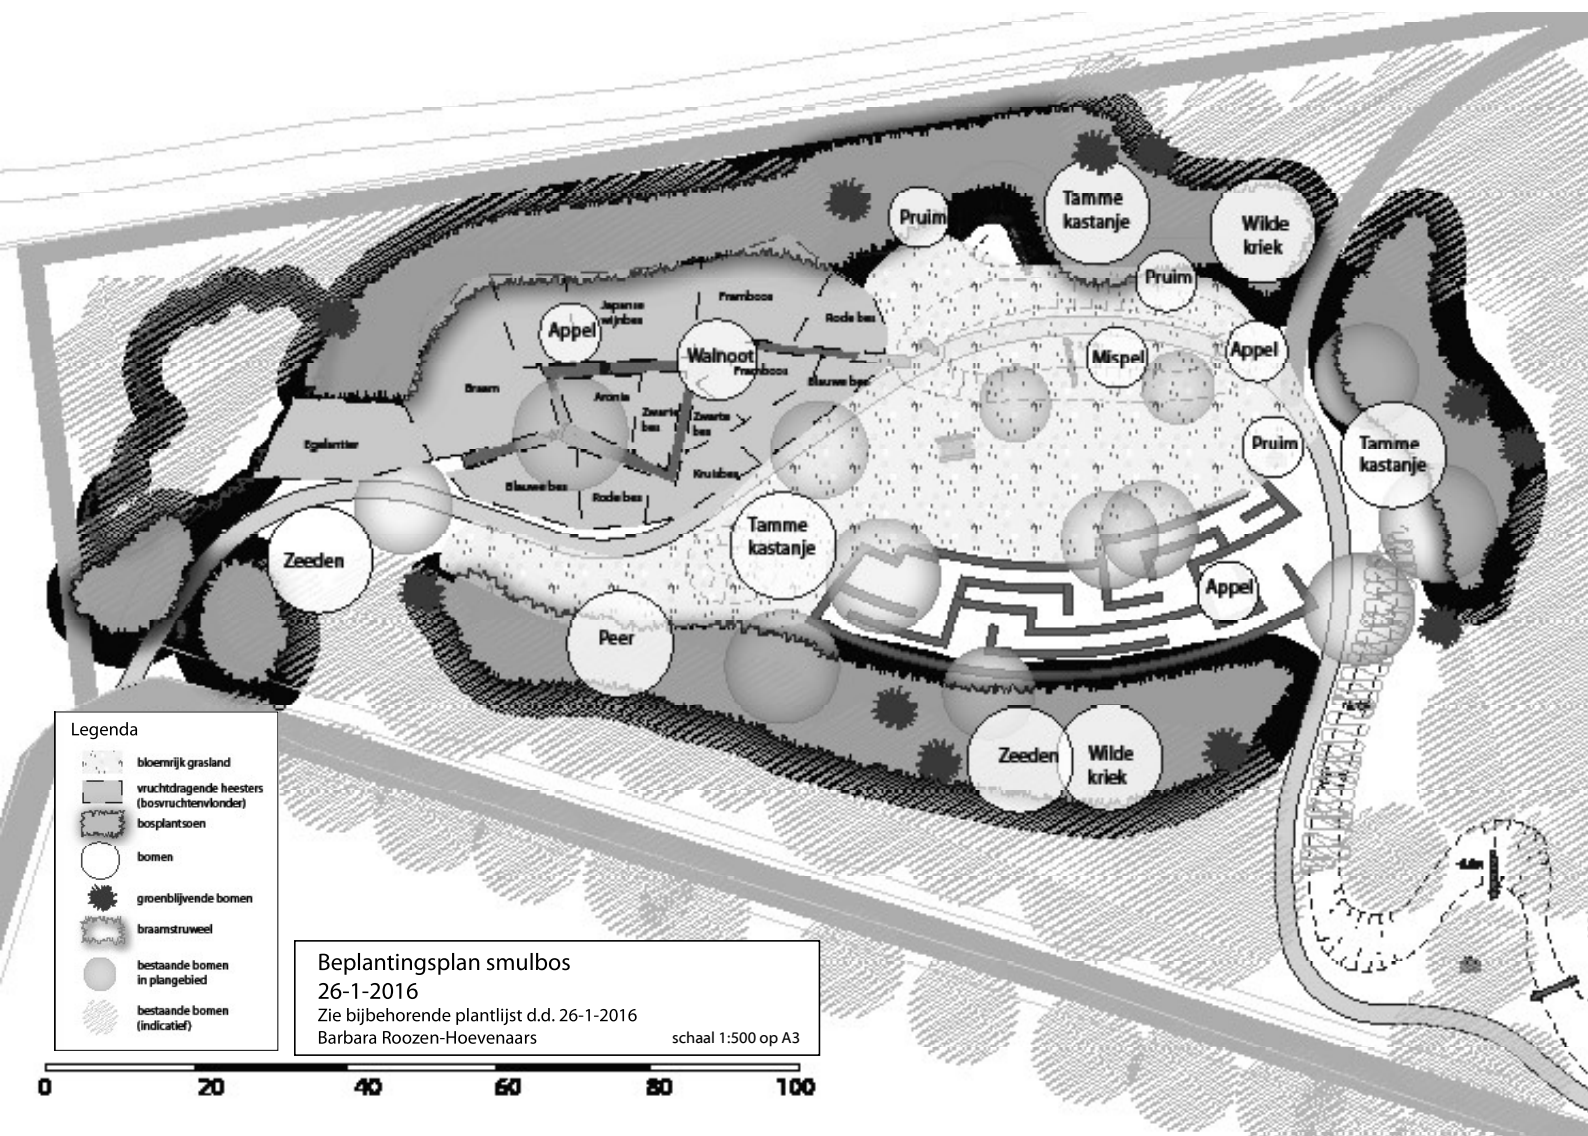 Tamme
kastanje
Pruim
Wilde
kriek
Pruim
Framboos
Japanse
wijnbes
Rode bes
Appel
Walnoot
Framboos
Mispel
Appel
Braam
Blauwe bes
Aronia
Zwarte
bes
Zwarte
bes
Egelantier
Pruim
Tamme
kastanje
Kruisbes
Blauwe bes
Rode bes
Tamme
kastanje
Zeeden
Appel
Peer
Zeeden
Wilde
kriek
Legenda
bloemrijk grasland
vruchtdragende heesters
(bosvruchtenvlonder)
bosplantsoen
bomen
groenblijvende bomen
braamstruweel
bestaande bomen
in plangebied
bestaande bomen
(indicatief)
Beplantingsplan smulbos
26-1-2016
Zie bijbehorende plantlijst d.d. 26-1-2016
Barbara Roozen-Hoevenaars
schaal 1:500 op A3
0 20 40 60 80 100